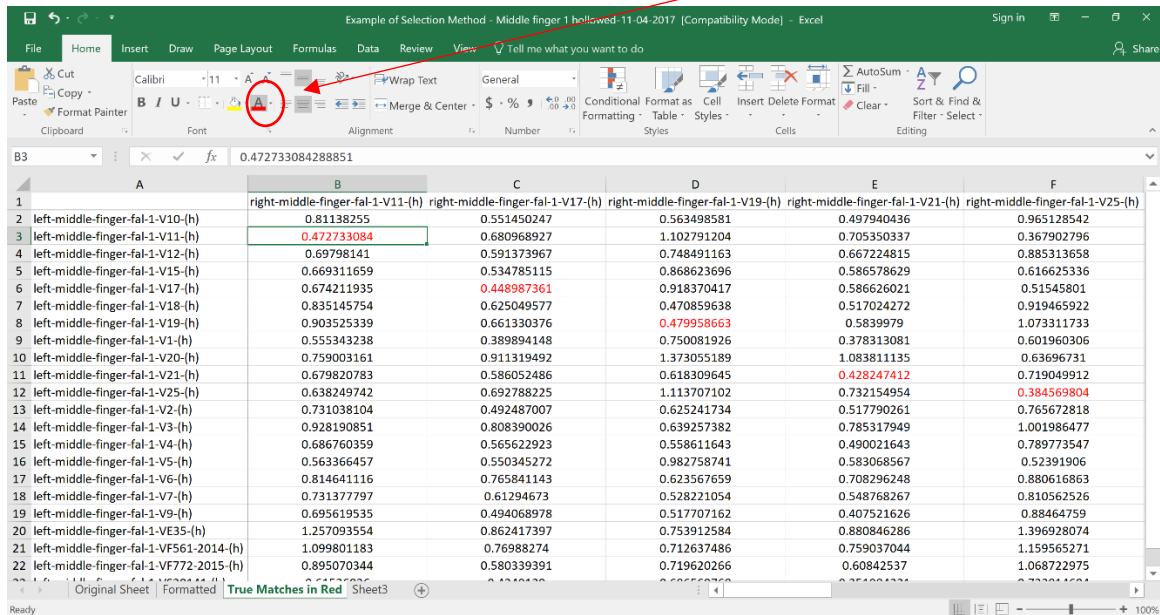 Example of Selection Method - Middle finger 1 hollowed-11-04-2017 [Compatibility Mode] - Excel Sign in
File Home Insert Draw Page Layout Formulas Data Review View Tell me what you want to do Share
Cut Calibri 11 Wrap Text General AutoSum
Copy Fill
Paste Format Painter B I U A Merge & Center $ % Conditional Format as Cell Insert Delete Format Clear Sort & Find &
Formatting Table Styles Filter Select
Clipboard Font Alignment Number Styles Cells Editing
B3 fx 0.472733084288851
A B C D E F
1 right-middle-finger-fal-1-V11-(h) right-middle-finger-fal-1-V17-(h) right-middle-finger-fal-1-V19-(h) right-middle-finger-fal-1-V21-(h) right-middle-finger-fal-1-V25-(h)
2 left-middle-finger-fal-1-V10-(h) 0.81138255 0.551450247 0.563498581 0.497940436 0.965128542
3 left-middle-finger-fal-1-V11-(h) 0.472733084 0.680968927 1.102791204 0.705350337 0.367902796
4 left-middle-finger-fal-1-V12-(h) 0.69798141 0.591373967 0.748491163 0.667224815 0.885313658
5 left-middle-finger-fal-1-V15-(h) 0.669311659 0.534785115 0.868623696 0.586578629 0.616625336
6 left-middle-finger-fal-1-V17-(h) 0.674211935 0.448987361 0.918370417 0.586626021 0.51545801
7 left-middle-finger-fal-1-V18-(h) 0.835145754 0.625049577 0.470859638 0.517024272 0.919465922
8 left-middle-finger-fal-1-V19-(h) 0.903525339 0.661330376 0.479958663 0.5839979 1.073311733
9 left-middle-finger-fal-1-V1-(h) 0.555343238 0.389894148 0.750081926 0.378313081 0.601960306
10 left-middle-finger-fal-1-V20-(h) 0.759003161 0.911319492 1.373055189 1.083811135 0.63696731
11 left-middle-finger-fal-1-V21-(h) 0.679820783 0.586052486 0.618309645 0.428247412 0.719049912
12 left-middle-finger-fal-1-V25-(h) 0.638249742 0.692788225 1.113707102 0.732154954 0.384569804
13 left-middle-finger-fal-1-V2-(h) 0.731038104 0.492487007 0.625241734 0.517790261 0.765672818
14 left-middle-finger-fal-1-V3-(h) 0.928190851 0.808390026 0.639257382 0.785317949 1.001986477
15 left-middle-finger-fal-1-V4-(h) 0.686760359 0.565622923 0.558611643 0.490021643 0.789773547
16 left-middle-finger-fal-1-V5-(h) 0.563366457 0.550345272 0.982758741 0.583068567 0.52391906
17 left-middle-finger-fal-1-V6-(h) 0.814641116 0.765841143 0.623567659 0.708296248 0.880616863
18 left-middle-finger-fal-1-V7-(h) 0.731377797 0.61294673 0.528221054 0.548768267 0.810562526
19 left-middle-finger-fal-1-V9-(h) 0.695619535 0.494068978 0.517707162 0.407521626 0.88464759
20 left-middle-finger-fal-1-VE35-(h) 1.257093554 0.862417397 0.753912584 0.880846286 1.396928074
21 left-middle-finger-fal-1-VF561-2014-(h) 1.099801183 0.76988274 0.712637486 0.759037044 1.159565271
22 left-middle-finger-fal-1-VF772-2015-(h) 0.895070344 0.580339391 0.719620266 0.60842537 1.068722975
Original Sheet Formatted True Matches in Red Sheet3
Ready 100%